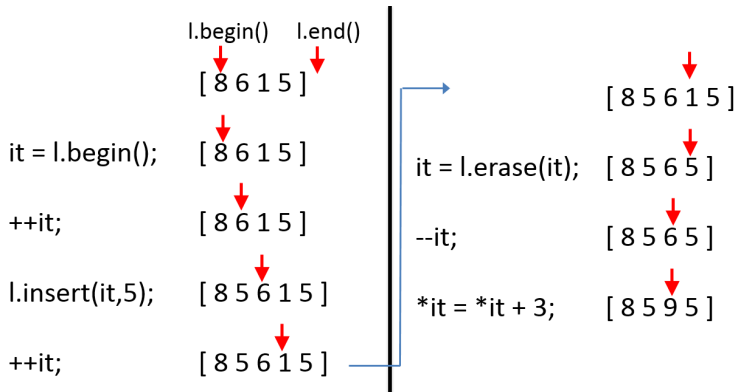 l.begin() l.end()
[ 8 6 1 5 ]
it = l.begin(); [ 8 6 1 5 ]
++it; [ 8 6 1 5 ]
l.insert(it,5); [ 8 5 6 1 5 ]
++it; [ 8 5 6 1 5 ]
[ 8 5 6 1 5 ]
it = l.erase(it); [ 8 5 6 5 ]
--it; [ 8 5 6 5 ]
*it = *it + 3; [ 8 5 9 5 ]